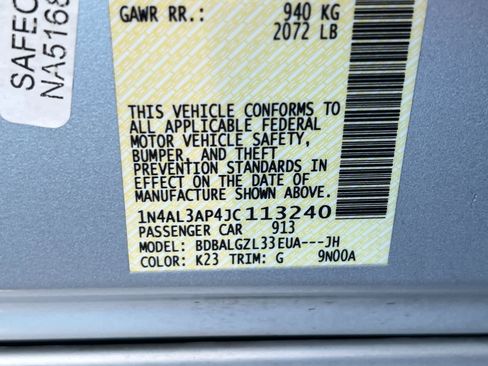 SAFEC
NA5168
GAWR RR.: 940 KG
2072 LB
THIS VEHICLE CONFORMS TO
ALL APPLICABLE FEDERAL
MOTOR VEHICLE SAFETY,
BUMPER, AND THEFT
PREVENTION STANDARDS IN
EFFECT ON THE DATE OF
MANUFACTURE SHOWN ABOVE.
1N4AL3AP4JC113240
PASSENGER CAR 913
MODEL: BDBALGZL33EUA---JH
COLOR: K23 TRIM: G 9N00A